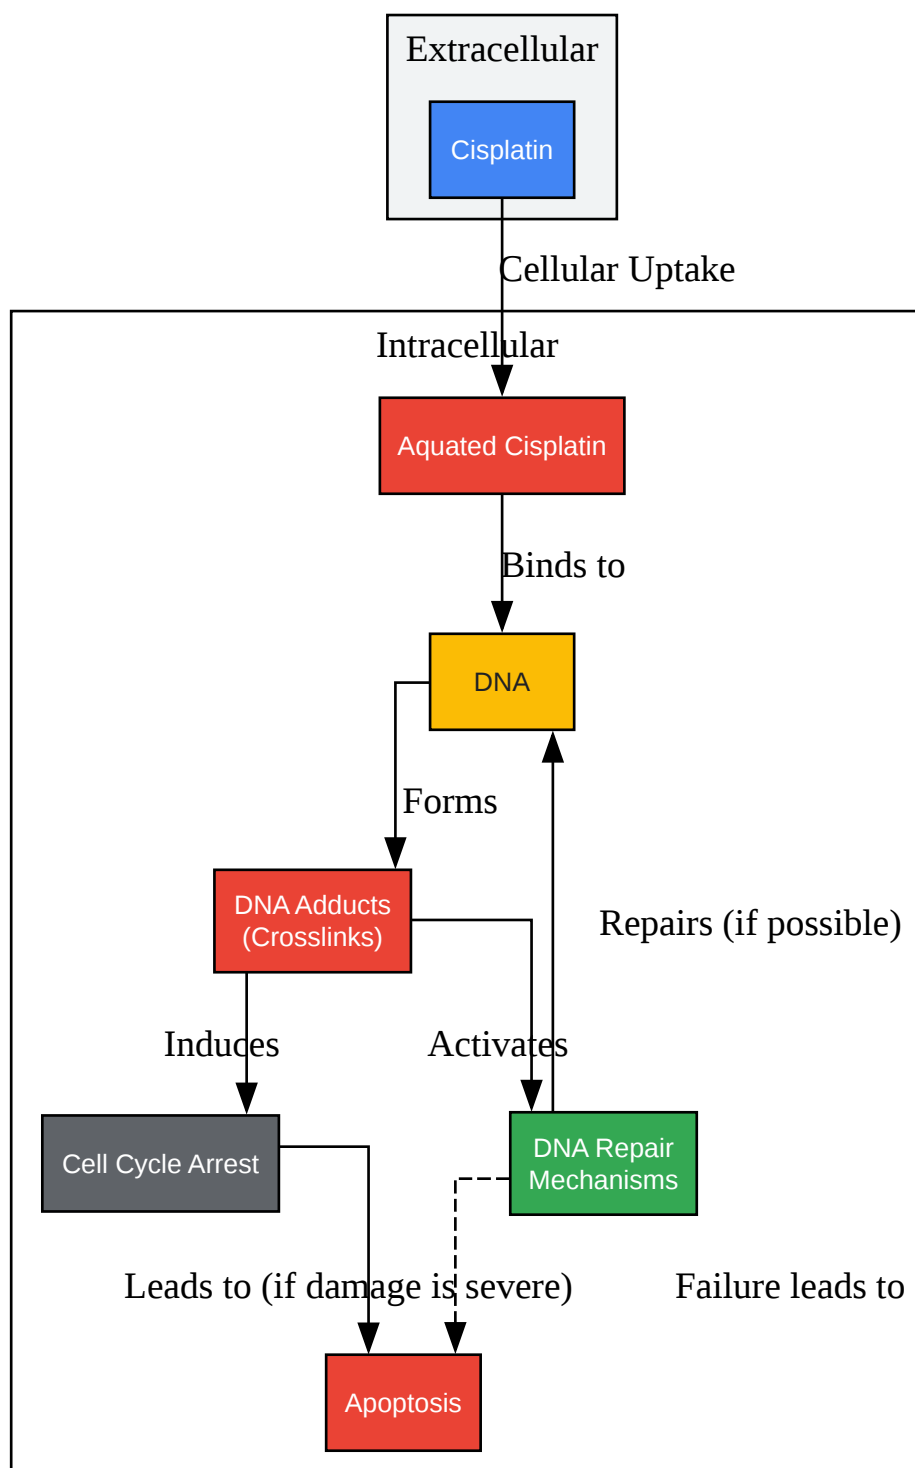 Extracellular
Cisplatin
Cellular Uptake
Intracellular
Aquated Cisplatin
Binds to
DNA
Forms
DNA Adducts
(Crosslinks)
Repairs (if possible)
Induces
Activates
Cell Cycle Arrest
DNA Repair
Mechanisms
Leads to (if damage is severe)
Failure leads to
Apoptosis